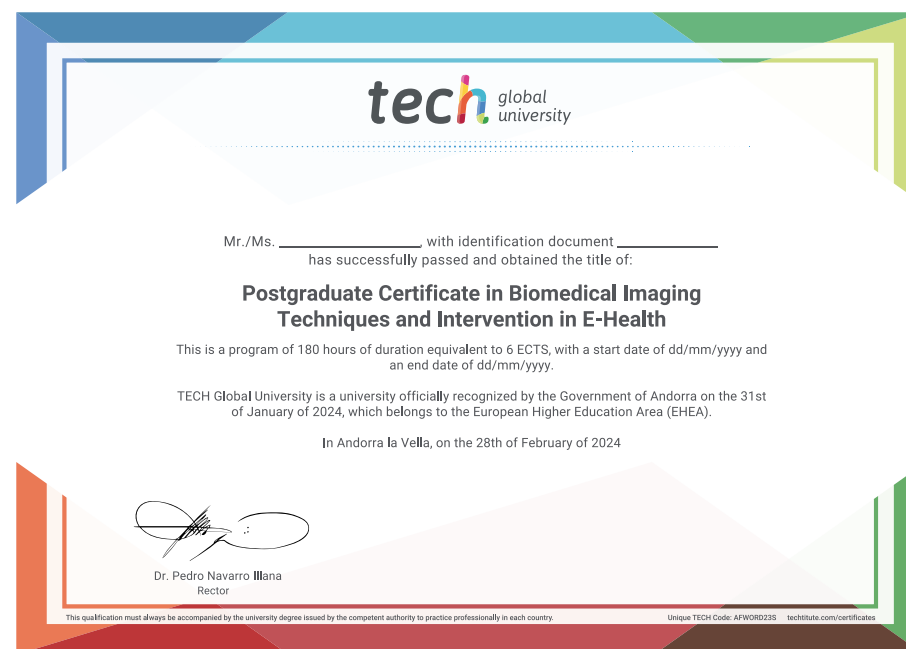 tech global
university
Mr./Ms. ____________, with identification document ____________
has successfully passed and obtained the title of:
Postgraduate Certificate in Biomedical Imaging
Techniques and Intervention in E-Health
This is a program of 180 hours of duration equivalent to 6 ECTS, with a start date of dd/mm/yyyy and
an end date of dd/mm/yyyy.
TECH Global University is a university officially recognized by the Government of Andorra on the 31st
of January of 2024, which belongs to the European Higher Education Area (EHEA).
In Andorra la Vella, on the 28th of February of 2024
Dr. Pedro Navarro Illana
Rector
This qualification must always be accompanied by the university degree issued by the competent authority to practice professionally in each country.
Unique TECH Code: AFWORD23S techtitute.com/certificates